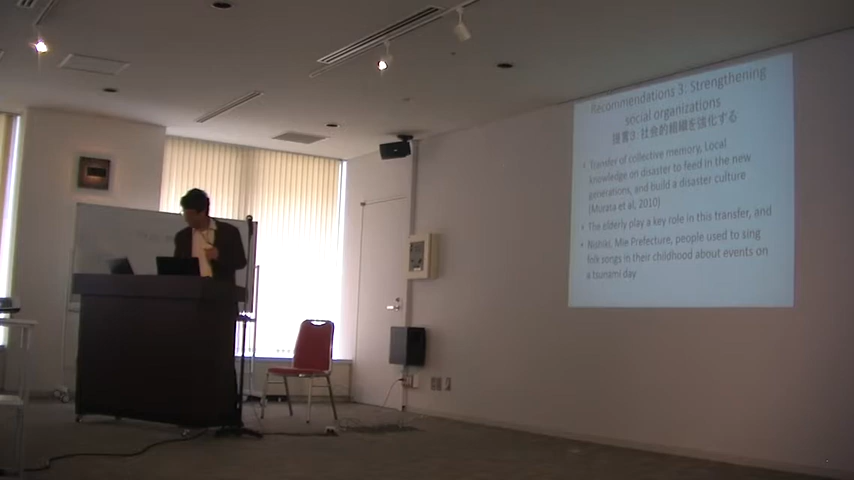 Recommendations 3: Strengthening
social organizations
提言3: 社会的組織を強化する
• Transfer of collective memory, Local
knowledge on disaster to feed in the new
generations, and build a disaster culture
(Murata et al, 2010)
• The elderly play a key role in this transfer, and
• Nishiki, Mie Prefecture, people used to sing
folk songs in their childhood about events on
a tsunami day